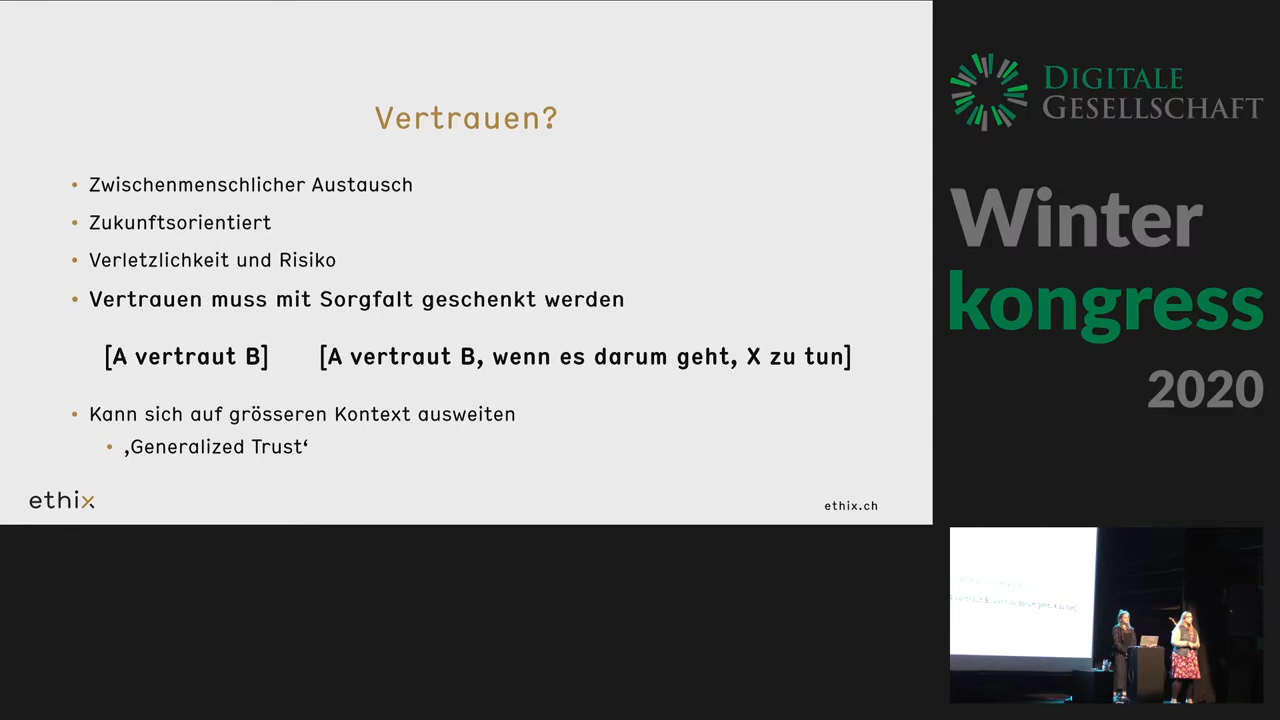 Vertrauen?
• Zwischenmenschlicher Austausch
• Zukunftsorientiert
• Verletzlichkeit und Risiko
• Vertrauen muss mit Sorgfalt geschenkt werden
[A vertraut B] [A vertraut B, wenn es darum geht, X zu tun]
• Kann sich auf grösseren Kontext ausweiten
• ‚Generalized Trust‘
ethix
ethix.ch
DIGITALE
GESELLSCHAFT
Winter
kongress
2020